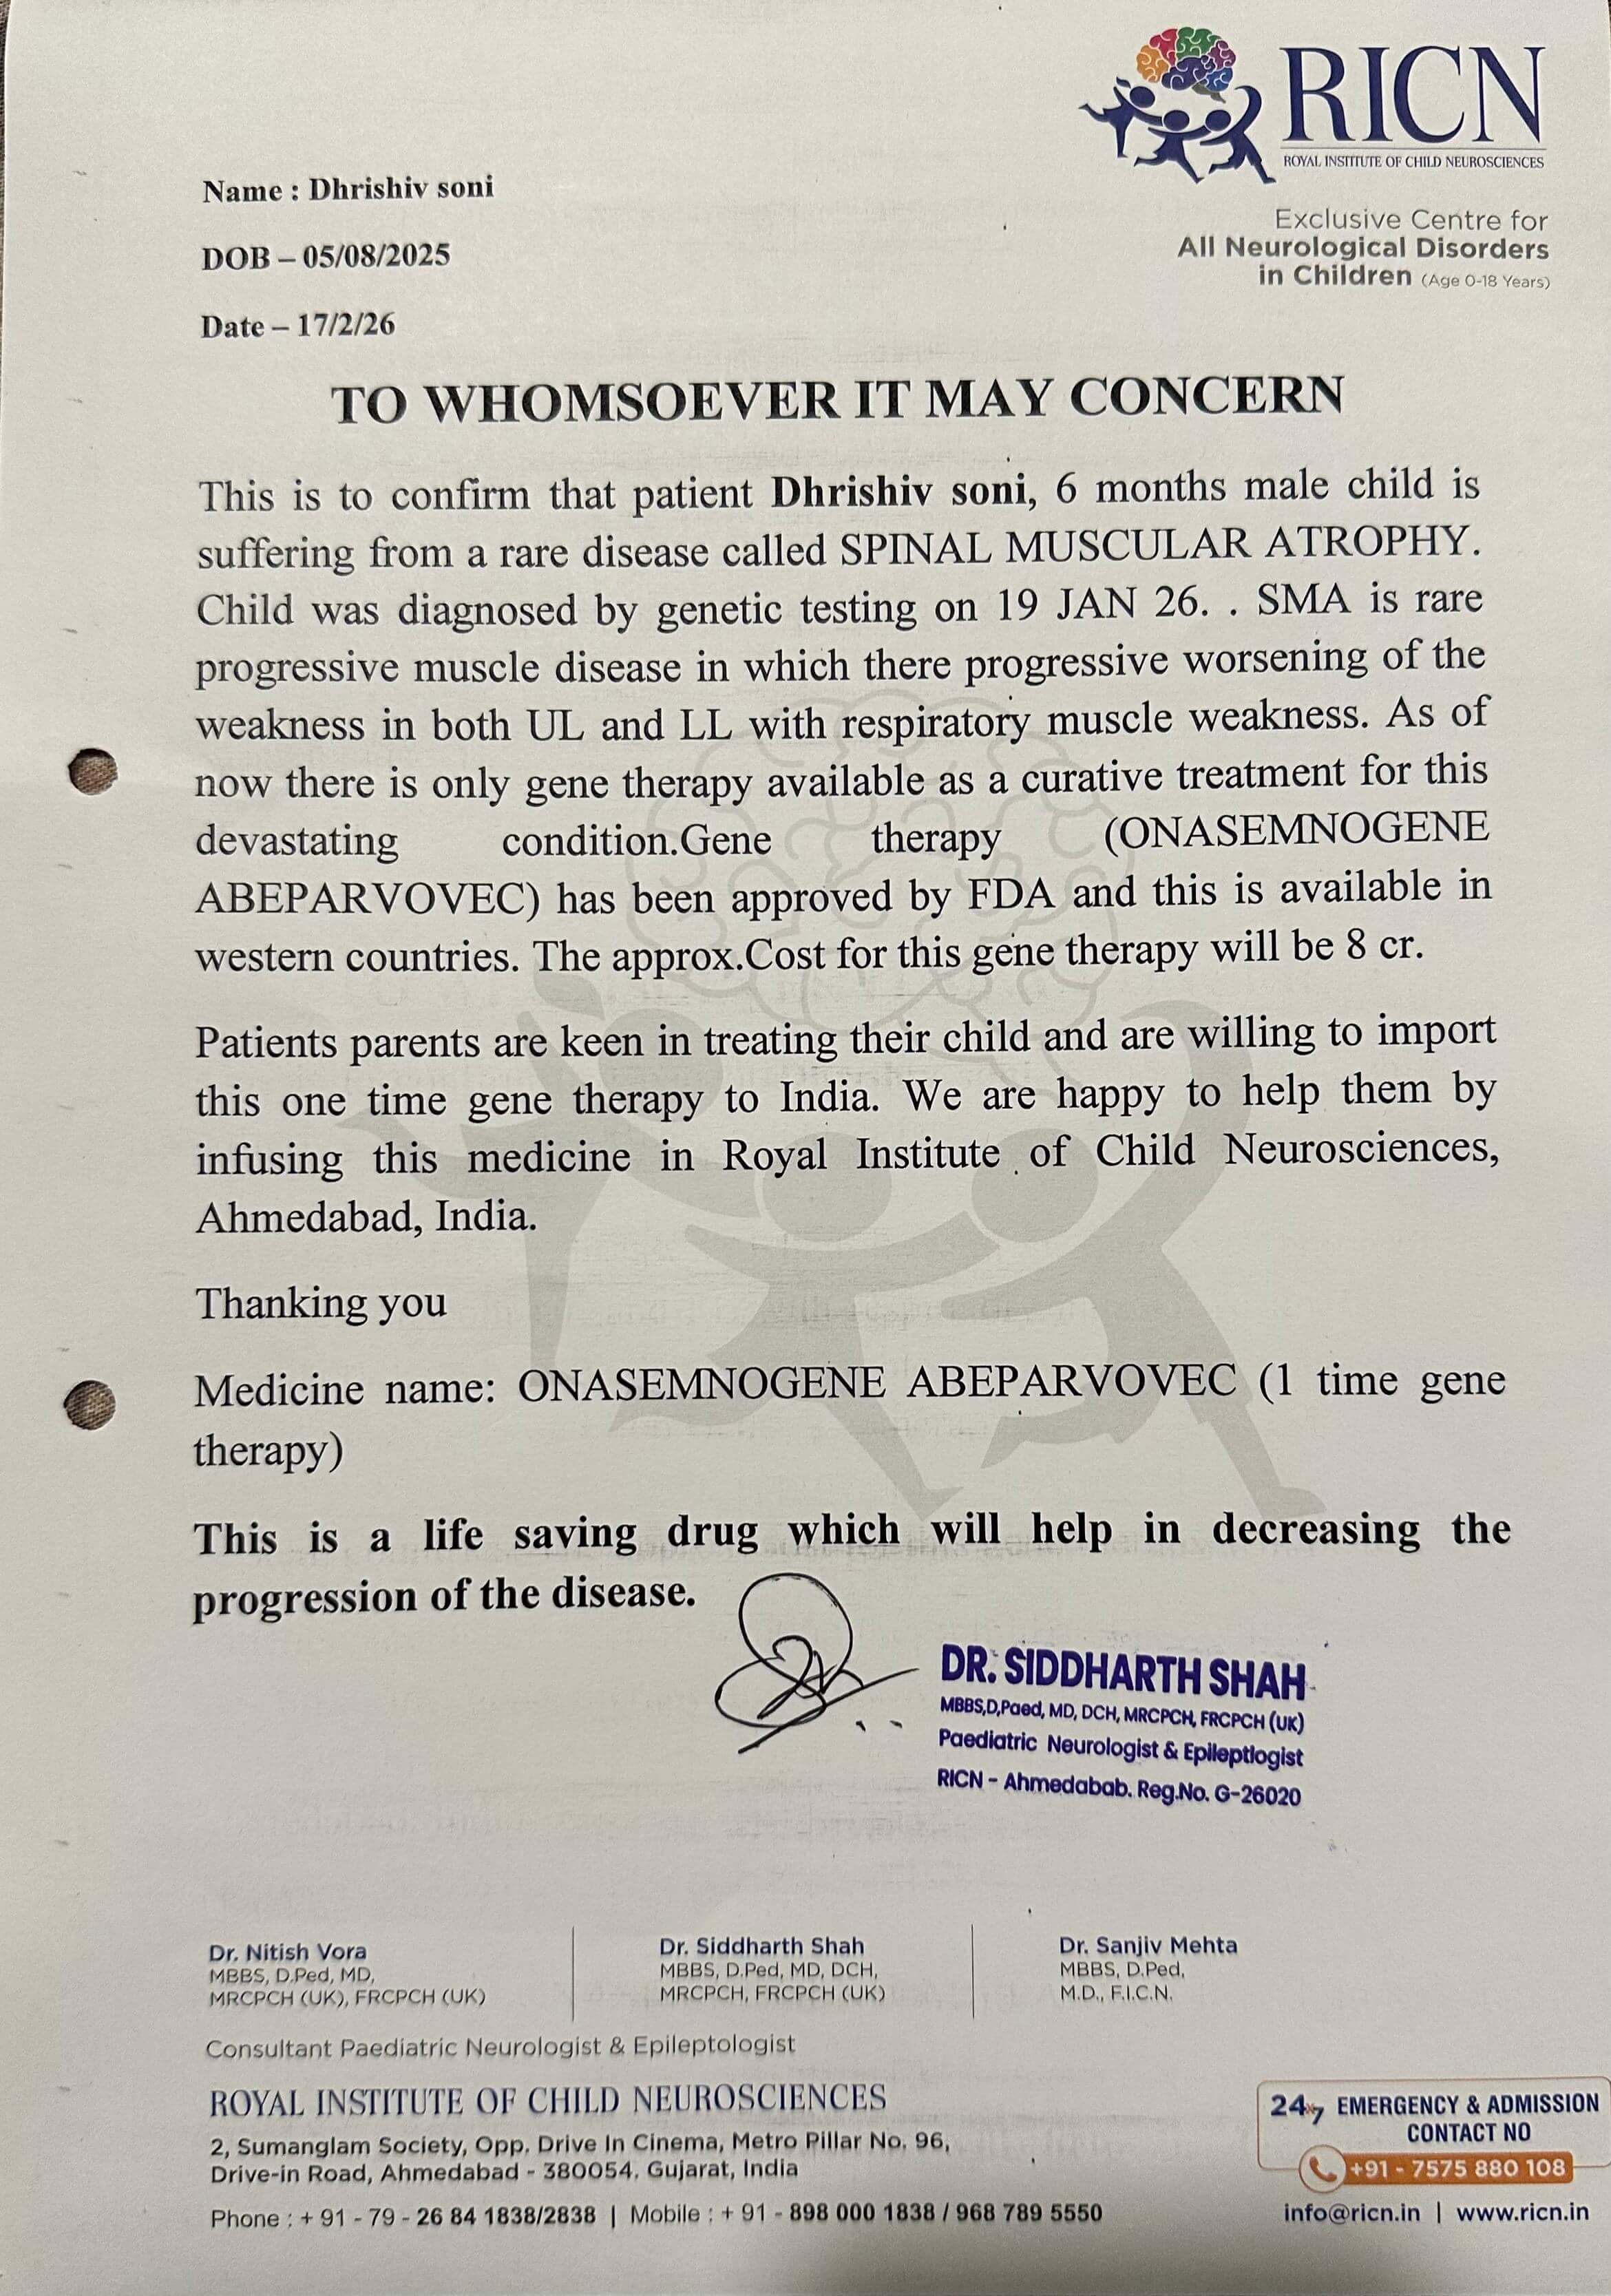 RICN
ROYAL INSTITUTE OF CHILD NEUROSCIENCES
Exclusive Centre for
All Neurological Disorders
in Children (Age 0-18 Years)
Name : Dhrishiv soni
DOB – 05/08/2025
Date – 17/2/26
TO WHOMSOEVER IT MAY CONCERN
This is to confirm that patient Dhrishiv soni, 6 months male child is
suffering from a rare disease called SPINAL MUSCULAR ATROPHY.
Child was diagnosed by genetic testing on 19 JAN 26. . SMA is rare
progressive muscle disease in which there progressive worsening of the
weakness in both UL and LL with respiratory muscle weakness. As of
now there is only gene therapy available as a curative treatment for this
devastating condition.Gene therapy (ONASEMNOGENE
ABEPARVOVEC) has been approved by FDA and this is available in
western countries. The approx.Cost for this gene therapy will be 8 cr.
Patients parents are keen in treating their child and are willing to import
this one time gene therapy to India. We are happy to help them by
infusing this medicine in Royal Institute of Child Neurosciences,
Ahmedabad, India.
Thanking you
Medicine name: ONASEMNOGENE ABEPARVOVEC (1 time gene
therapy)
This is a life saving drug which will help in decreasing the
progression of the disease.
DR. SIDDHARTH SHAH
MBBS,D,Paed, MD, DCH, MRCPCH, FRCPCH (UK)
Paediatric Neurologist & Epileptlogist
RICN - Ahmedabab. Reg.No. G-26020
Dr. Nitish Vora
MBBS, D.Ped, MD,
MRCPCH (UK), FRCPCH (UK)
Dr. Siddharth Shah
MBBS, D.Ped, MD, DCH,
MRCPCH, FRCPCH (UK)
Dr. Sanjiv Mehta
MBBS, D.Ped,
M.D., F.I.C.N.
Consultant Paediatric Neurologist & Epileptologist
ROYAL INSTITUTE OF CHILD NEUROSCIENCES
2, Sumanglam Society, Opp. Drive In Cinema, Metro Pillar No. 96,
Drive-in Road, Ahmedabad - 380054. Gujarat, India
Phone : + 91 - 79 - 26 84 1838/2838 | Mobile : + 91 - 898 000 1838 / 968 789 5550
24x7 EMERGENCY & ADMISSION
CONTACT NO
+91 - 7575 880 108
info@ricn.in | www.ricn.in